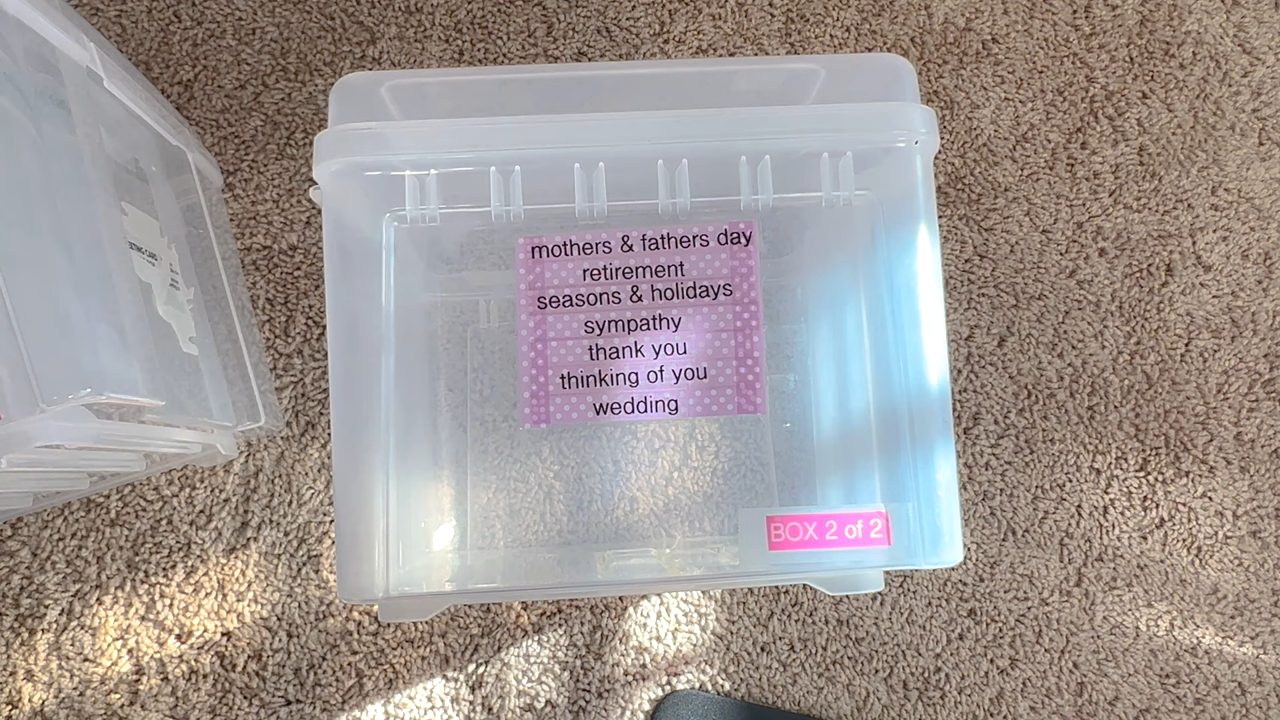 mothers & fathers day
retirement
seasons & holidays
sympathy
thank you
thinking of you
wedding
BOX 2 of 2